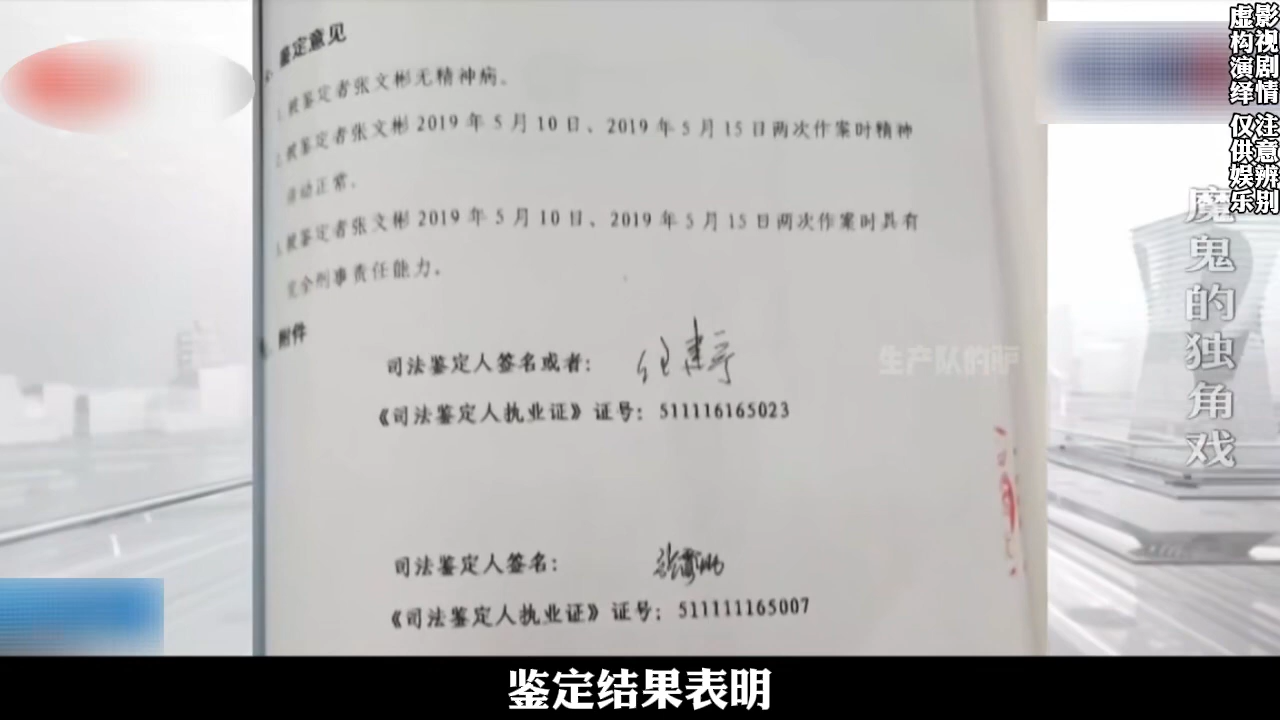 鉴定意见
1.被鉴定者张文彬无精神病。
2.被鉴定者张文彬2019年5月10日、2019年5月15日两次作案时精神
活动正常。
3.被鉴定者张文彬2019年5月10日、2019年5月15日两次作案时具有
完全刑事责任能力。
附件
司法鉴定人签名或者：
《司法鉴定人执业证》证号：511116165023
司法鉴定人签名：
《司法鉴定人执业证》证号：511111165007
生产队的驴
影视剧情 注意辨别
虚构演绎 仅供娱乐
魔鬼的独角戏
鉴定结果表明